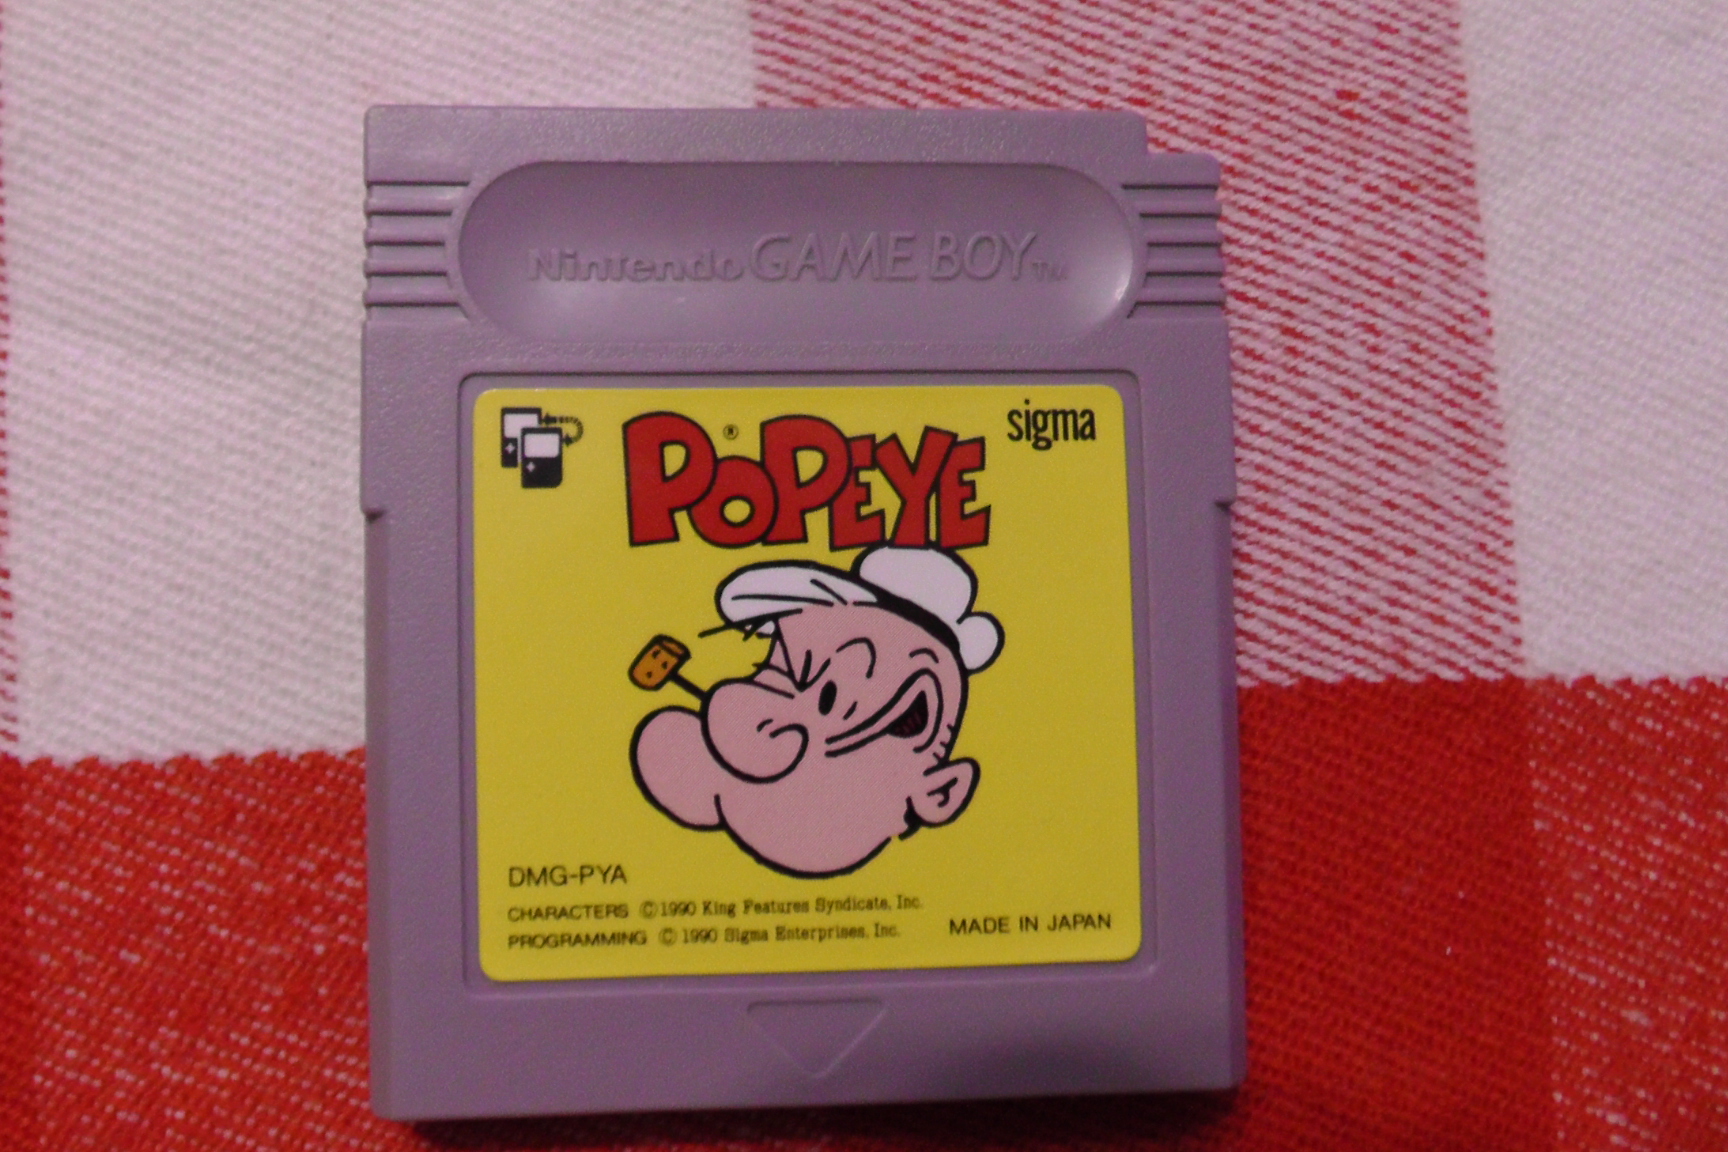 Nintendo GAME BOY TM
POPEYE ®
sigma
DMG-PYA
CHARACTERS © 1990 King Features Syndicate, Inc.
PROGRAMMING © 1990 Sigma Enterprises, Inc.
MADE IN JAPAN